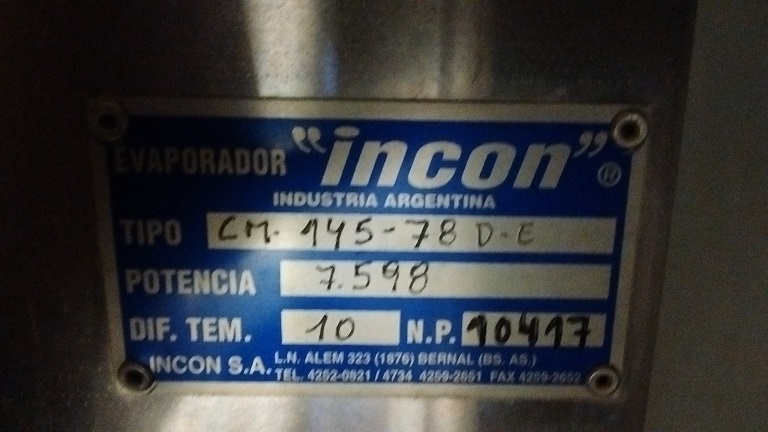 EVAPORADOR "incon" ®
INDUSTRIA ARGENTINA
TIPO CM. 145-78 D-E
POTENCIA 7.598
DIF. TEM. 10 N.P. 10417
INCON S.A. L.N. ALEM 323 (1876) BERNAL (BS. AS.)
TEL. 4252-0821 / 4734 4259-2651 FAX 4259-2652